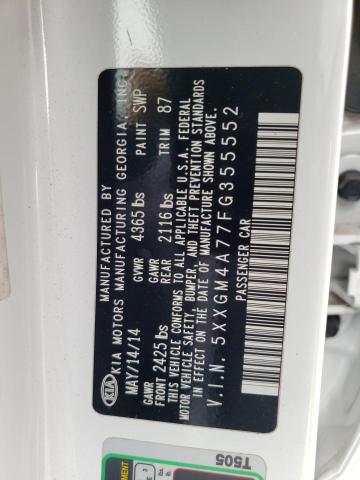 MANUFACTURED BY
KIA KIA MOTORS MANUFACTURING GEORGIA, INC.
MAY/14/14 GVWR 4365 lbs PAINT SWP
GAWR FRONT 2425 lbs GAWR REAR 2116 lbs TRIM 87
THIS VEHICLE CONFORMS TO ALL APPLICABLE U.S.A. FEDERAL
MOTOR VEHICLE SAFETY, BUMPER, AND THEFT PREVENTION STANDARDS
IN EFFECT ON THE DATE OF MANUFACTURE SHOWN ABOVE.
V.I.N. 5XXGM4A77FG355552
PASSENGER CAR
T505